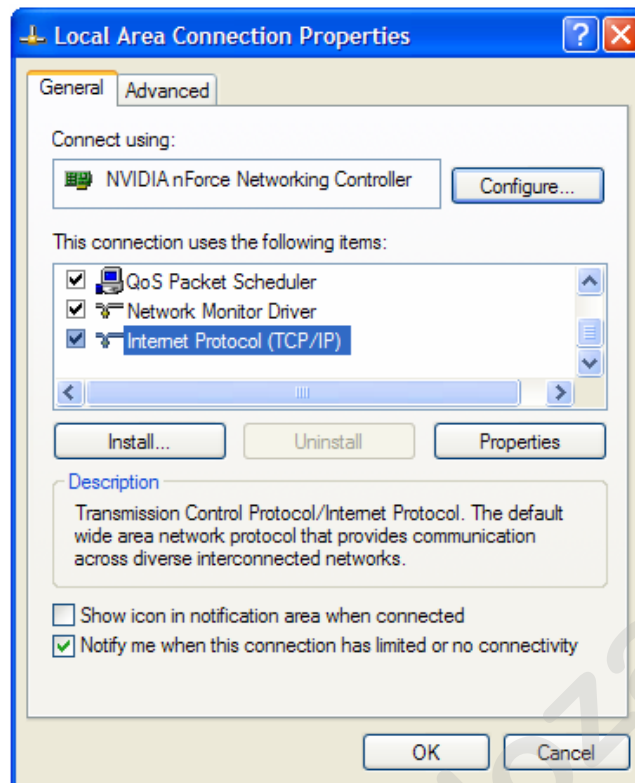 Local Area Connection Properties
General Advanced
Connect using:
NVIDIA nForce Networking Controller Configure...
This connection uses the following items:
QoS Packet Scheduler
Network Monitor Driver
Internet Protocol (TCP/IP)
Install... Uninstall Properties
Description
Transmission Control Protocol/Internet Protocol. The default
wide area network protocol that provides communication
across diverse interconnected networks.
Show icon in notification area when connected
Notify me when this connection has limited or no connectivity
OK Cancel